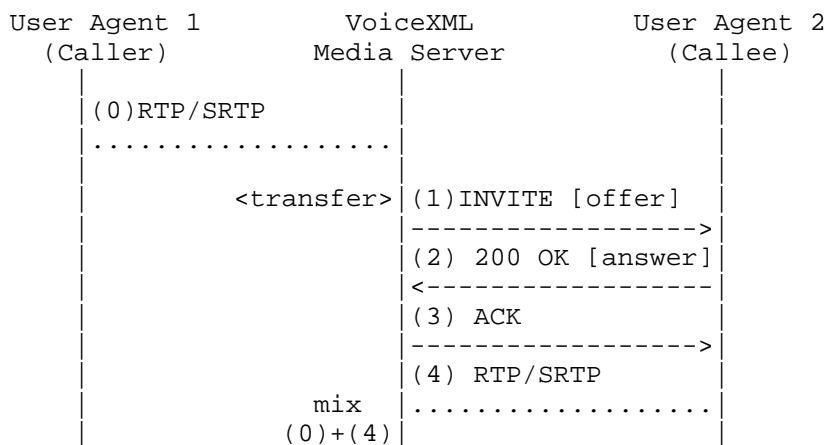 User Agent 1          VoiceXML          User Agent 2
  (Caller)          Media Server          (Callee)
    |                   |                   |
    |(0)RTP/SRTP        |                   |
    |...................|                   |
    |                   |                   |
    |         <transfer>|(1)INVITE [offer]  |
    |                   |------------------>|
    |                   |(2) 200 OK [answer]|
    |                   |<------------------|
    |                   |(3) ACK            |
    |                   |------------------>|
    |                   |(4) RTP/SRTP       |
    |              mix  |...................|
    |            (0)+(4)|                   |